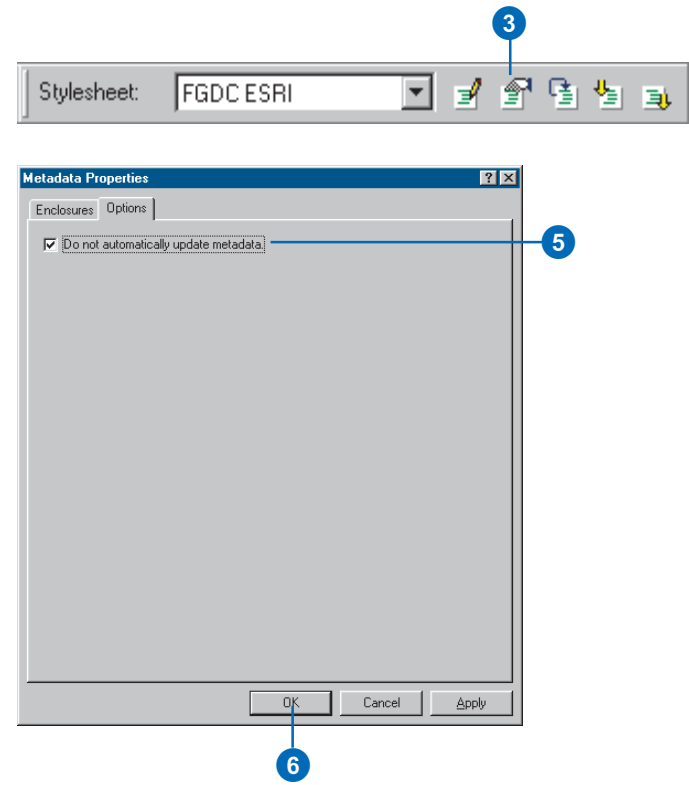 3
Stylesheet: FGDC ESRI
Metadata Properties
Enclosures Options
Do not automatically update metadata.
5
OK Cancel Apply
6